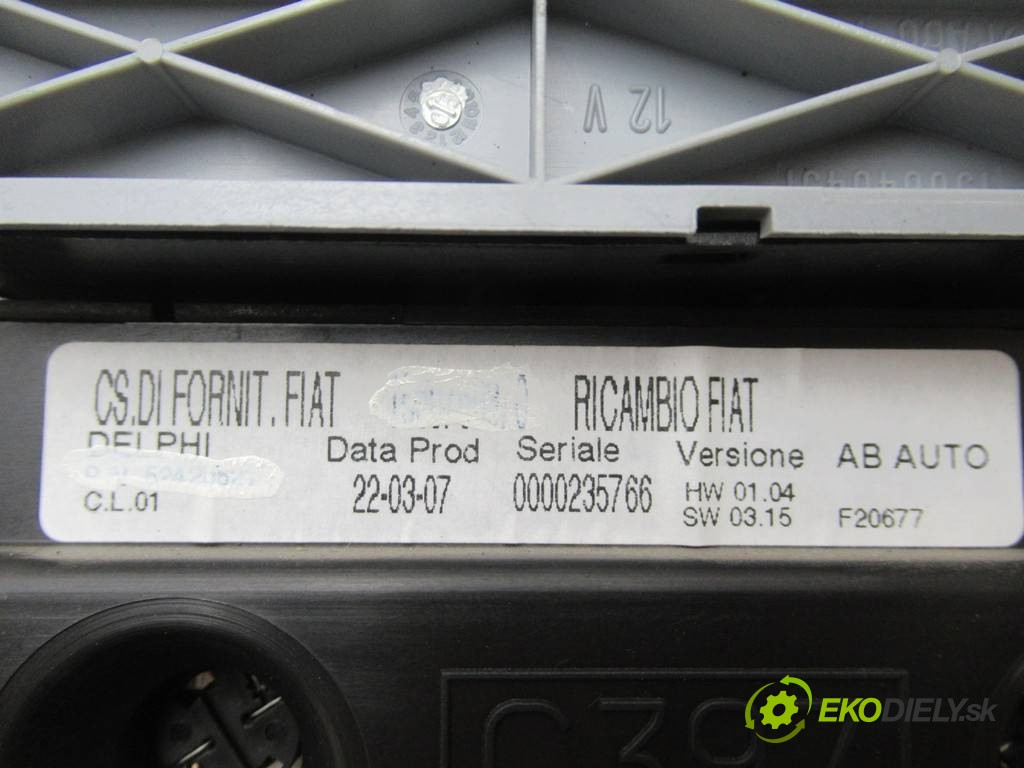 12 V
CS.DI FORNIT. FIAT RICAMBIO FIAT
DELPHI Data Prod Seriale Versione AB AUTO
C.L.01 22-03-07 0000235766 HW 01.04
SW 03.15 F20677
EKODIELY.sk